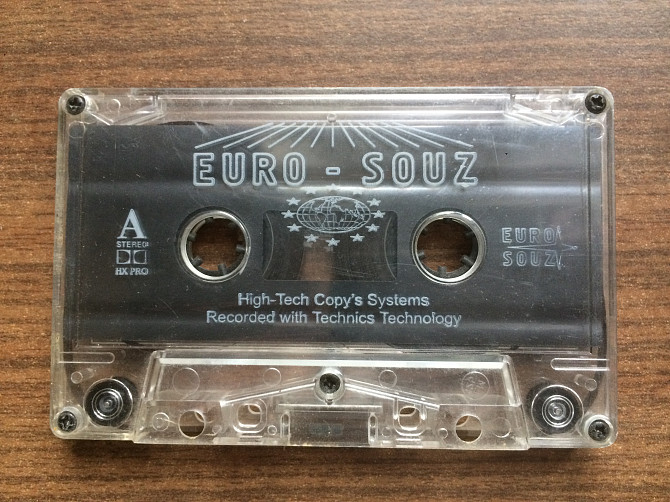 EURO - SOUZ
A
STEREO
HX PRO
EURO
SOUZ
High-Tech Copy's Systems
Recorded with Technics Technology